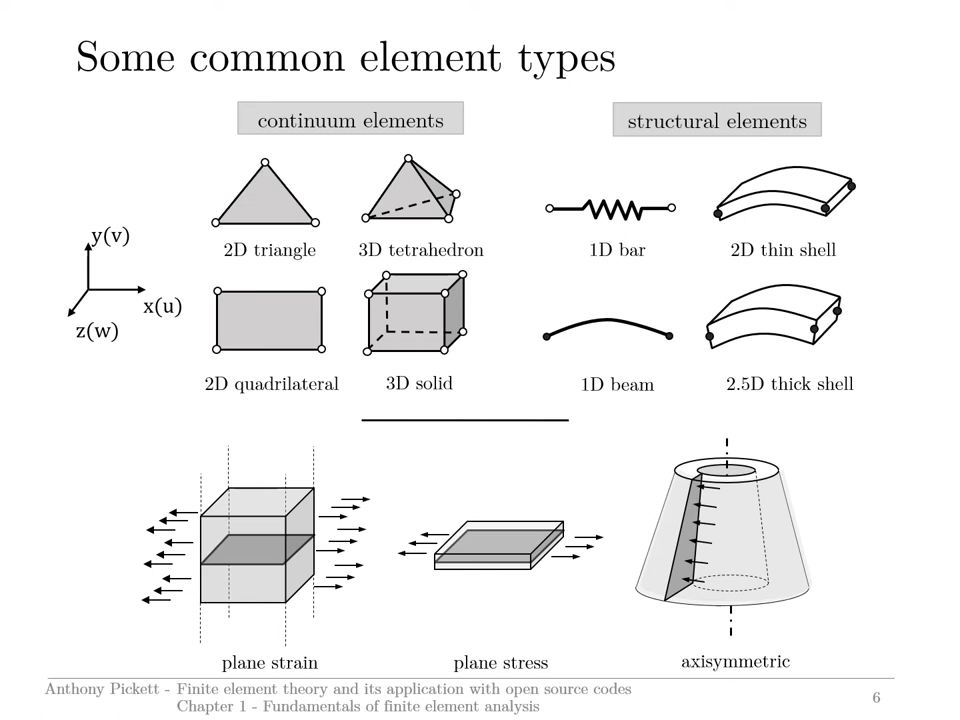 Some common element types
continuum elements
structural elements
2D triangle
3D tetrahedron
1D bar
2D thin shell
y(v)
x(u)
z(w)
2D quadrilateral
3D solid
1D beam
2.5D thick shell
plane strain
plane stress
axisymmetric
Anthony Pickett - Finite element theory and its application with open source codes
Chapter 1 - Fundamentals of finite element analysis
6